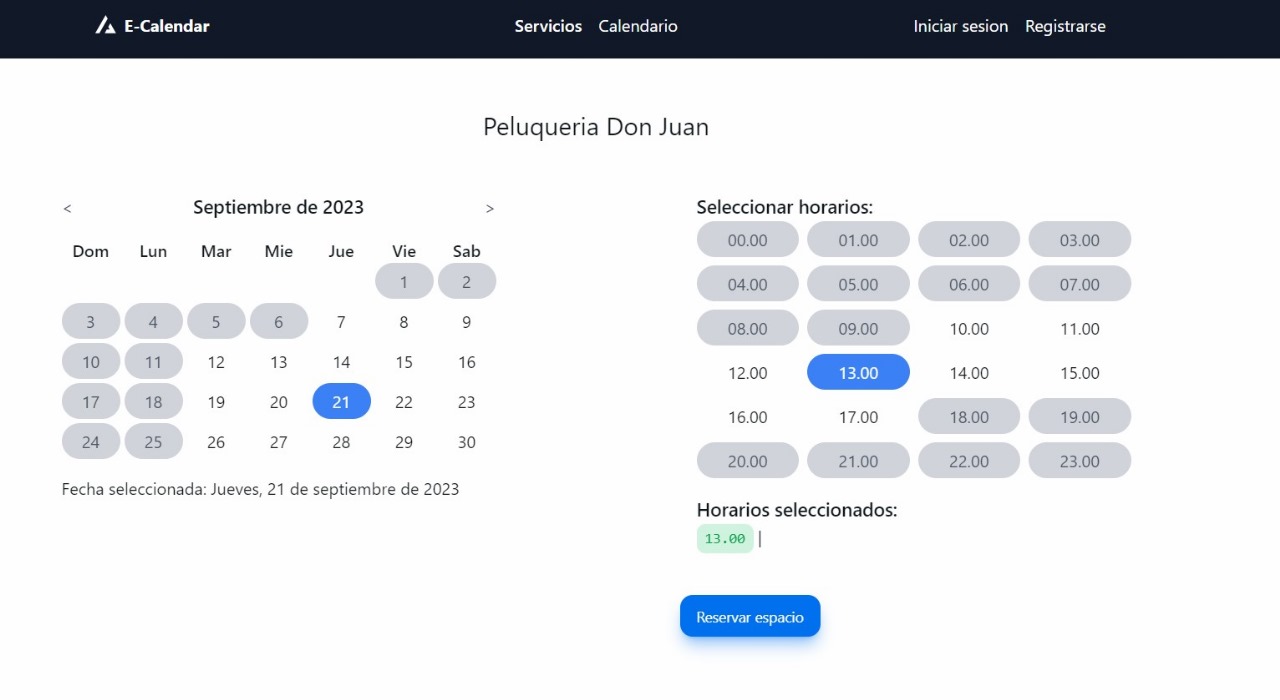 E-Calendar Servicios Calendario Iniciar sesion Registrarse
Peluqueria Don Juan
< Septiembre de 2023 >
Dom Lun Mar Mie Jue Vie Sab
1 2
3 4 5 6 7 8 9
10 11 12 13 14 15 16
17 18 19 20 21 22 23
24 25 26 27 28 29 30
Fecha seleccionada: Jueves, 21 de septiembre de 2023
Seleccionar horarios:
00.00 01.00 02.00 03.00
04.00 05.00 06.00 07.00
08.00 09.00 10.00 11.00
12.00 13.00 14.00 15.00
16.00 17.00 18.00 19.00
20.00 21.00 22.00 23.00
Horarios seleccionados:
13.00 |
Reservar espacio